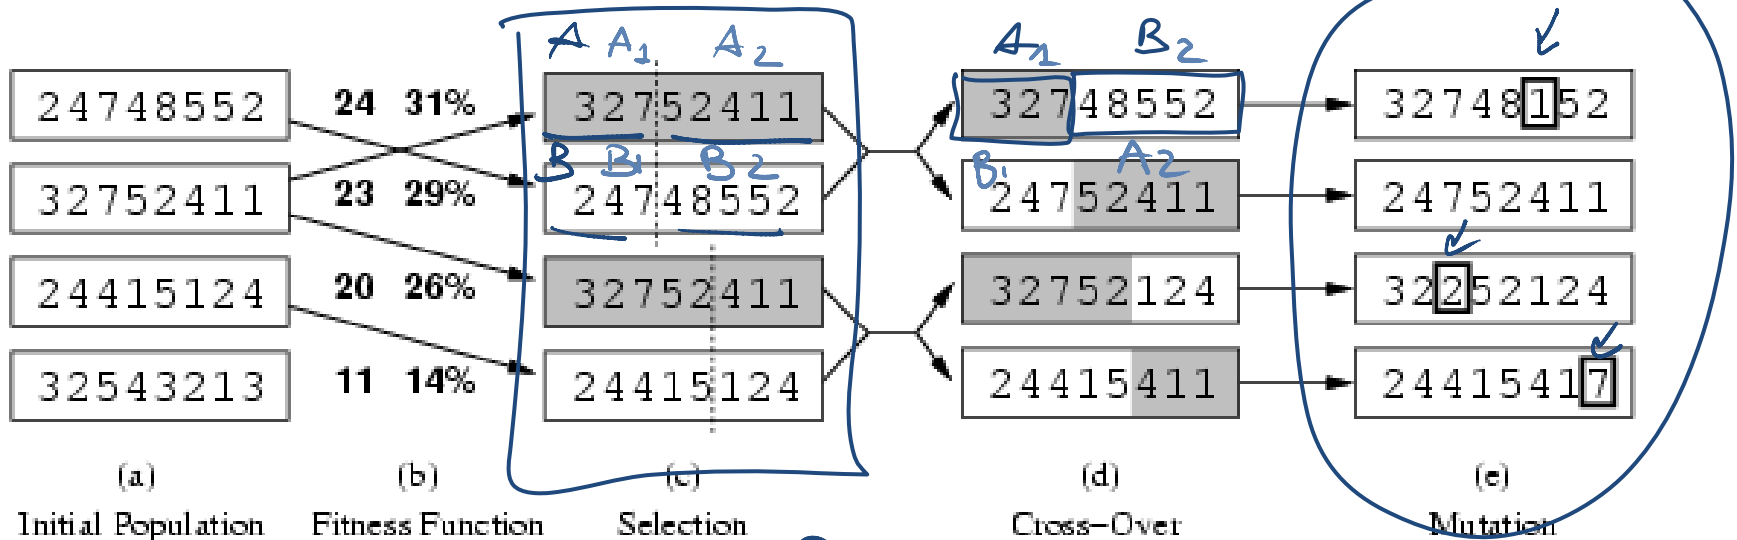 A A1 A2 A1 B2
24748552 24 31% 32752411 32748552 32748152
B B1 B2 B1 A2
32752411 23 29% 24748552 24752411 24752411
24415124 20 26% 32752411 32752124 32252124
32543213 11 14% 24415124 24415411 24415417
(a) (b) (c) (d) (e)
Initial Population Fitness Function Selection Cross-Over Mutation